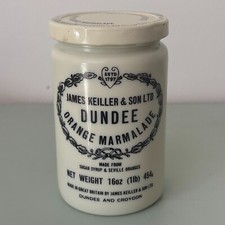 ESTD
1797
JAMES KEILLER & SON LTD
DUNDEE
ORANGE MARMALADE
MADE FROM
SUGAR SYRUP & SEVILLE ORANGES
NET WEIGHT 16oz (1lb) 454g
MADE IN GREAT BRITAIN BY JAMES KEILLER & SON LTD.
DUNDEE AND CROYDON